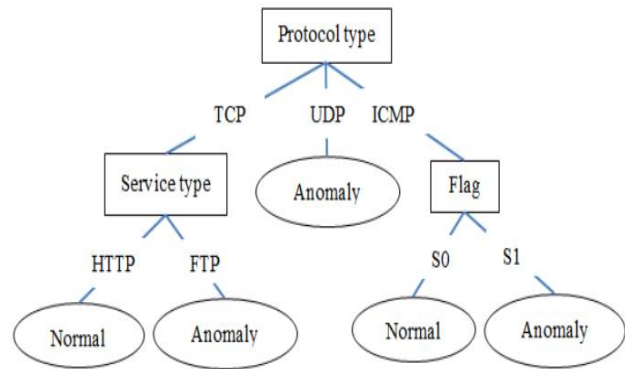 Protocol type
TCP UDP ICMP
Service type Anomaly Flag
HTTP FTP S0 S1
Normal Anomaly Normal Anomaly